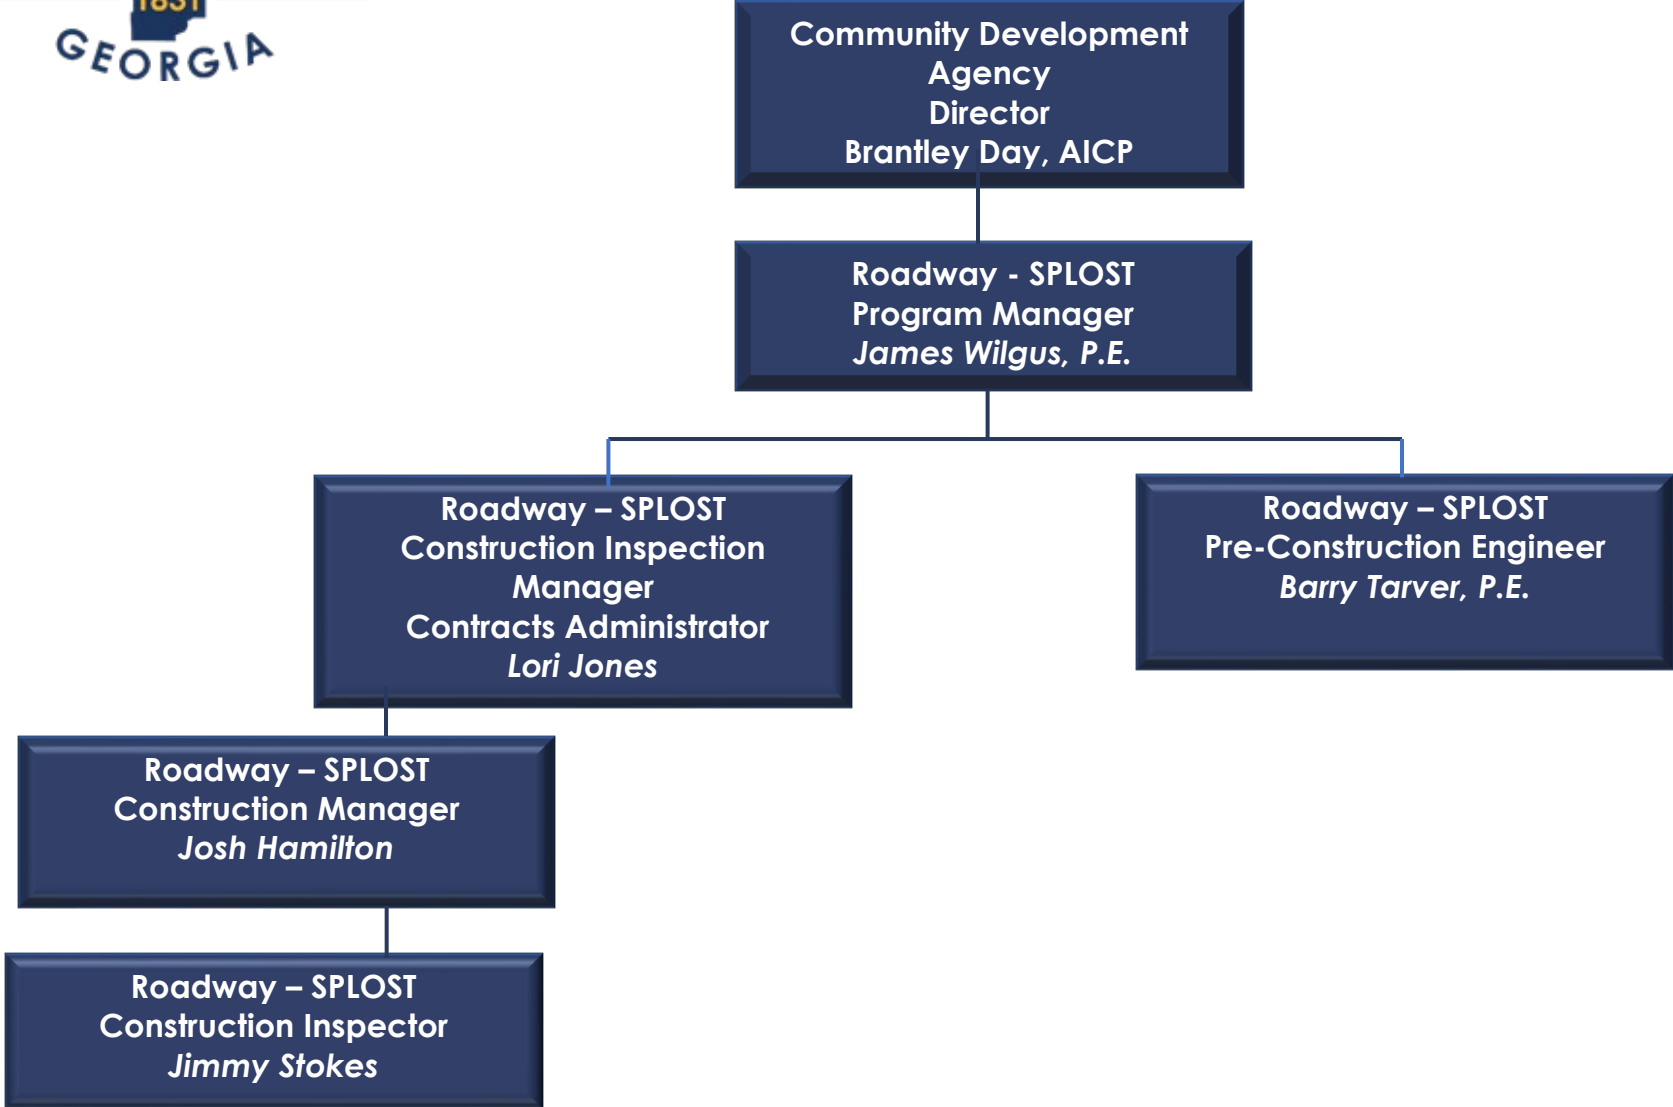 1831
GEORGIA
Community Development
Agency
Director
Brantley Day, AICP
Roadway - SPLOST
Program Manager
James Wilgus, P.E.
Roadway – SPLOST
Construction Inspection
Manager
Contracts Administrator
Lori Jones
Roadway – SPLOST
Pre-Construction Engineer
Barry Tarver, P.E.
Roadway – SPLOST
Construction Manager
Josh Hamilton
Roadway – SPLOST
Construction Inspector
Jimmy Stokes